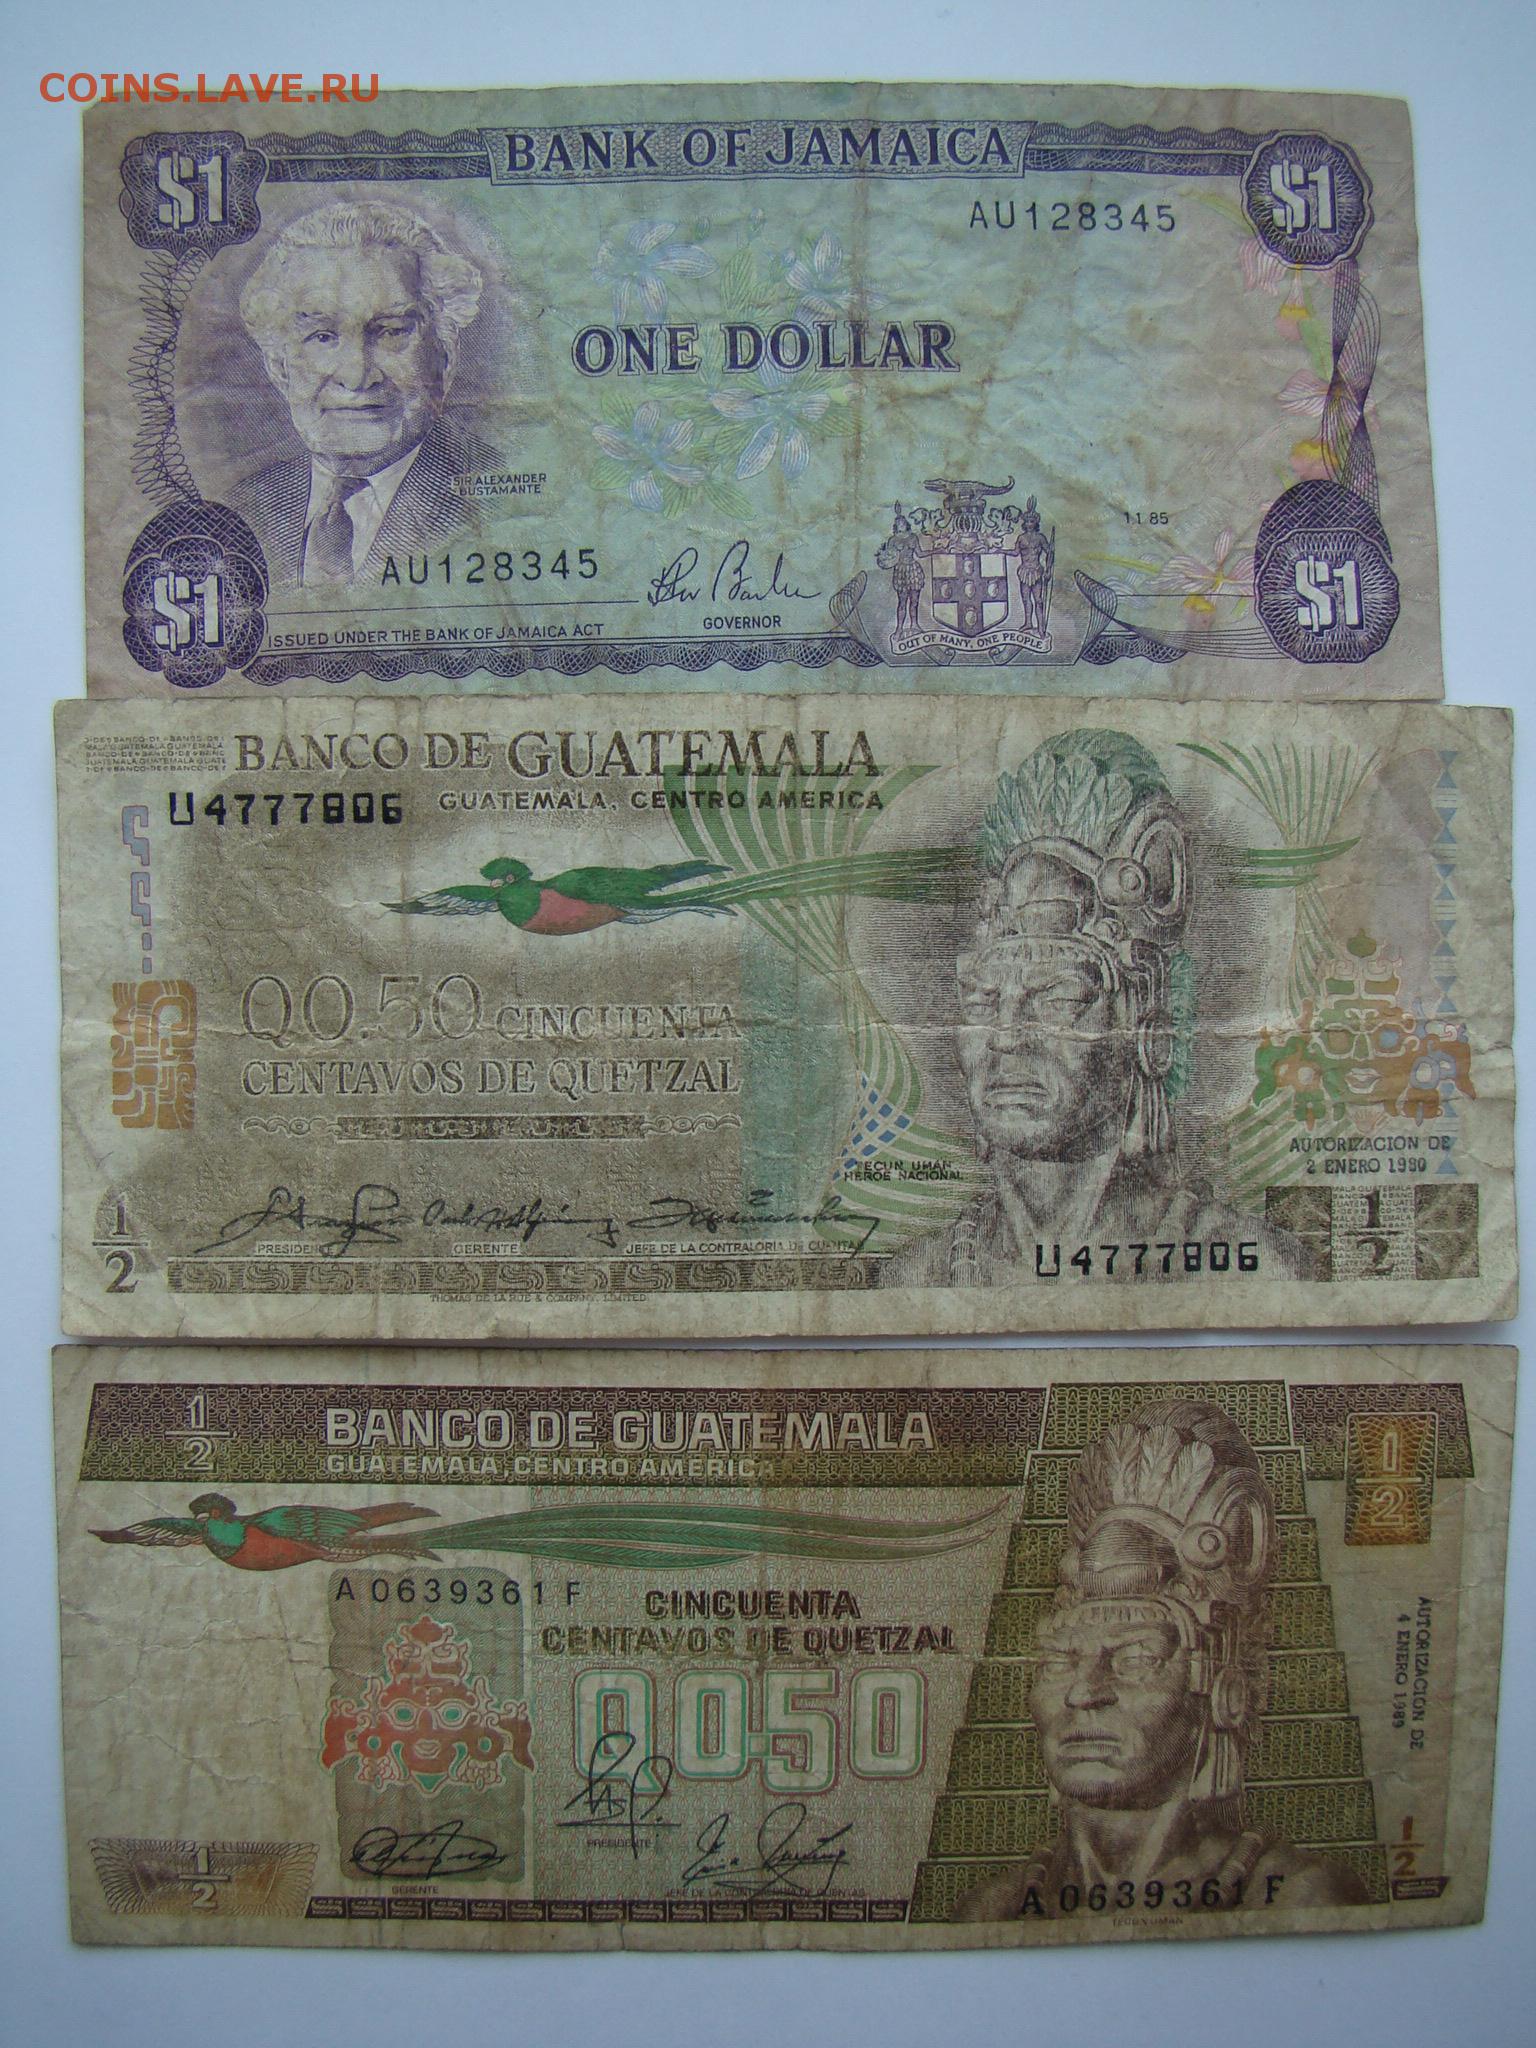 COINS.LAVE.RU
BANK OF JAMAICA
$1
$1
AU128345
ONE DOLLAR
SIR ALEXANDER
BUSTAMANTE
11 85
AU128345
GOVERNOR
$1
$1
ISSUED UNDER THE BANK OF JAMAICA ACT
OUT OF MANY, ONE PEOPLE
BANCO DE GUATEMALA
GUATEMALA, CENTRO AMERICA
U4777806
Q0.50 CINCUENTA
CENTAVOS DE QUETZAL
TECUN UMAN
HEROE NACIONAL
AUTORIZACION DE
2 ENERO 1980
1/2
PRESIDENTE GERENTE JEFE DE LA CONTRALORIA DE CUENTAS
1/2
U4777806
THOMAS DE LA RUE & COMPANY, LIMITED
1/2
BANCO DE GUATEMALA
GUATEMALA, CENTRO AMERICA
1/2
A 0639361 F
CINCUENTA
CENTAVOS DE QUETZAL
Q0.50
AUTORIZACION DE
4 ENERO 1989
PRESIDENTE
GERENTE
JEFE DE LA CONTRALORIA DE CUENTAS
1/2
1/2
A 0639361 F
TECUN UMAN